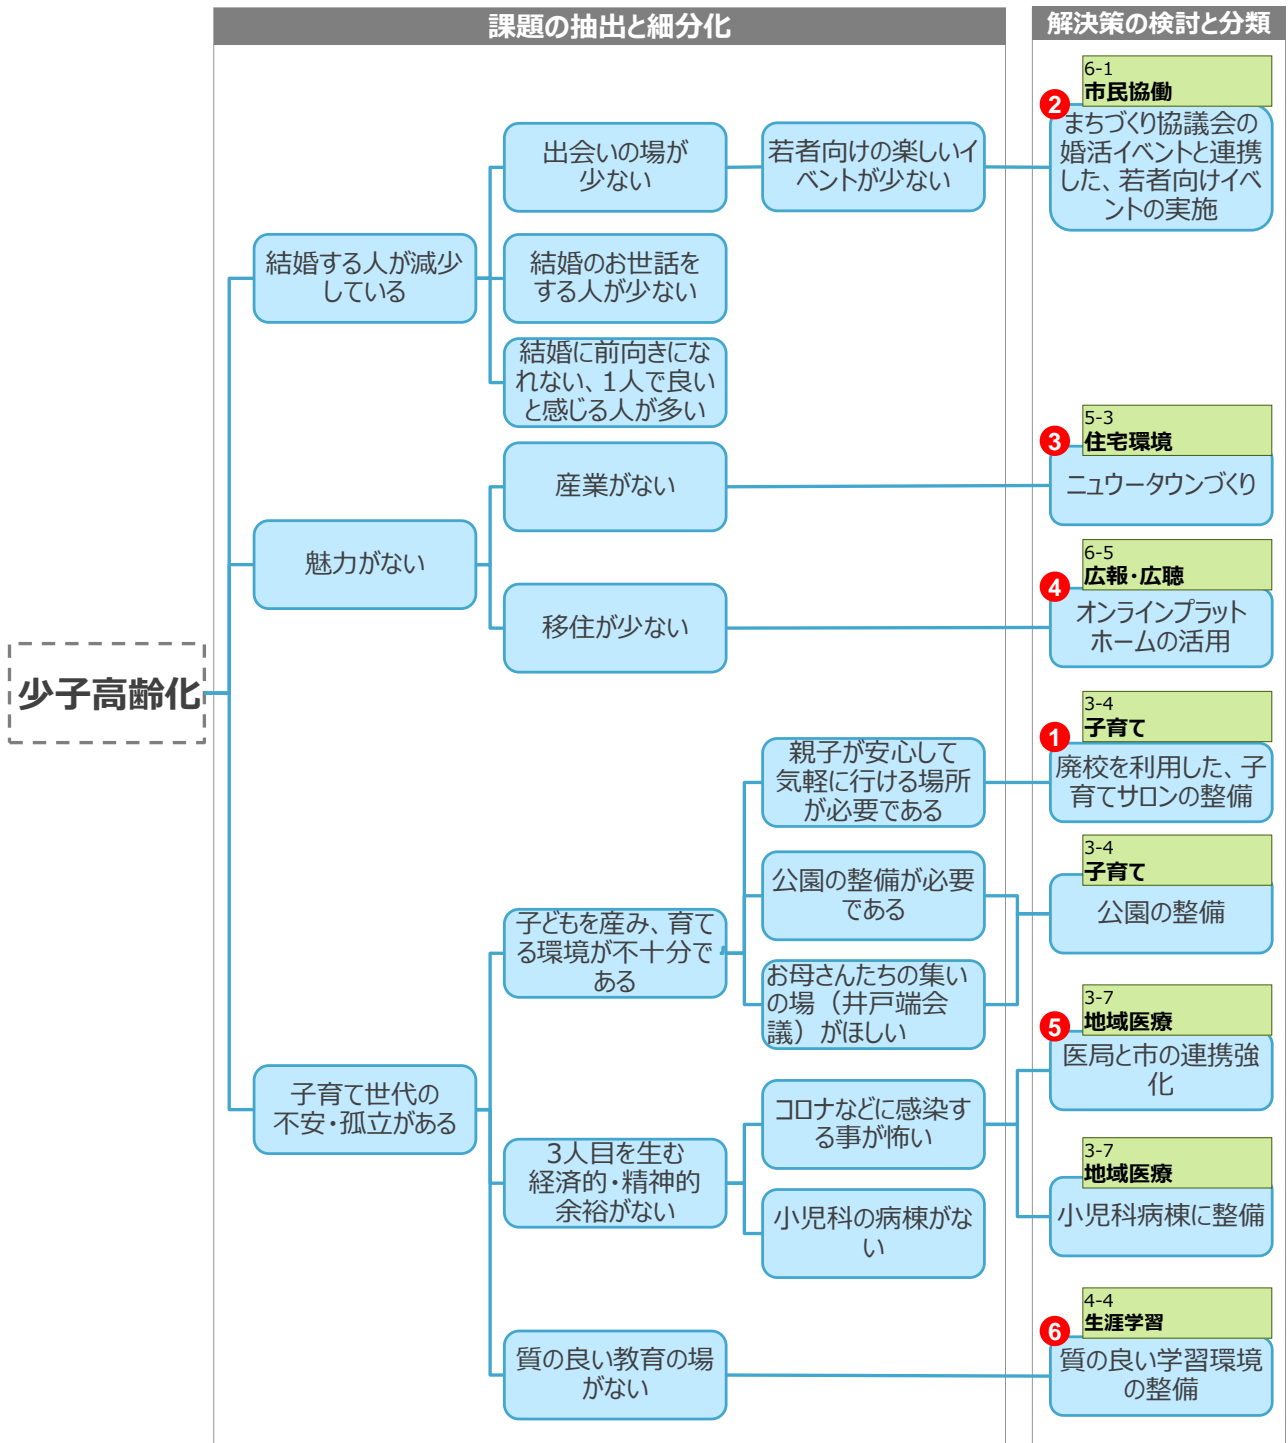 課題の抽出と細分化
解決策の検討と分類
少子高齢化
結婚する人が減少
している
出会いの場が
少ない
若者向けの楽しいイ
ベントが少ない
6-1
市民協働
2
まちづくり協議会の
婚活イベントと連携
した、若者向けイベ
ントの実施
結婚のお世話を
する人が少ない
結婚に前向きにな
れない、1人で良い
と感じる人が多い
魅力がない
産業がない
5-3
住宅環境
3
ニュウータウンづくり
移住が少ない
6-5
広報・広聴
4
オンラインプラット
ホームの活用
子育て世代の
不安・孤立がある
子どもを産み、育て
る環境が不十分で
ある
親子が安心して
気軽に行ける場所
が必要である
3-4
子育て
1
廃校を利用した、子
育てサロンの整備
公園の整備が必要
である
3-4
子育て
公園の整備
お母さんたちの集い
の場（井戸端会
議）がほしい
3人目を生む
経済的・精神的
余裕がない
コロナなどに感染す
る事が怖い
3-7
地域医療
5
医局と市の連携強
化
小児科の病棟がな
い
3-7
地域医療
小児科病棟に整備
質の良い教育の場
がない
4-4
生涯学習
6
質の良い学習環境
の整備